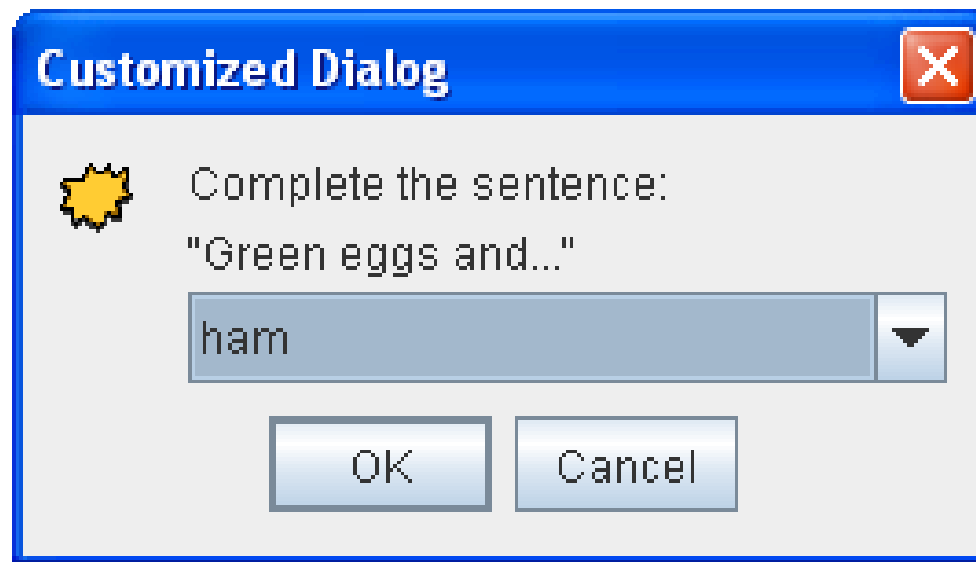 Customized Dialog
Complete the sentence:
"Green eggs and..."
ham
OK
Cancel